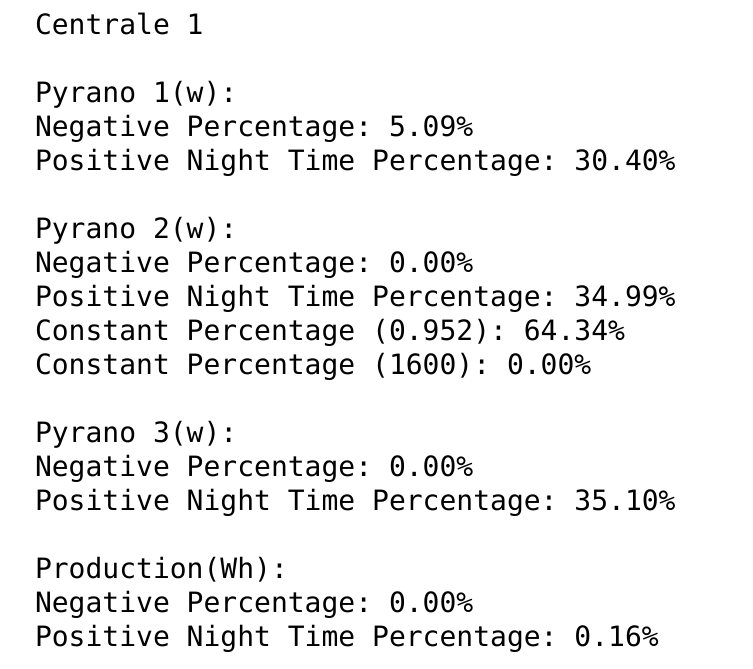 Centrale 1
Pyrano 1(w):
Negative Percentage: 5.09%
Positive Night Time Percentage: 30.40%
Pyrano 2(w):
Negative Percentage: 0.00%
Positive Night Time Percentage: 34.99%
Constant Percentage (0.952): 64.34%
Constant Percentage (1600): 0.00%
Pyrano 3(w):
Negative Percentage: 0.00%
Positive Night Time Percentage: 35.10%
Production(Wh):
Negative Percentage: 0.00%
Positive Night Time Percentage: 0.16%